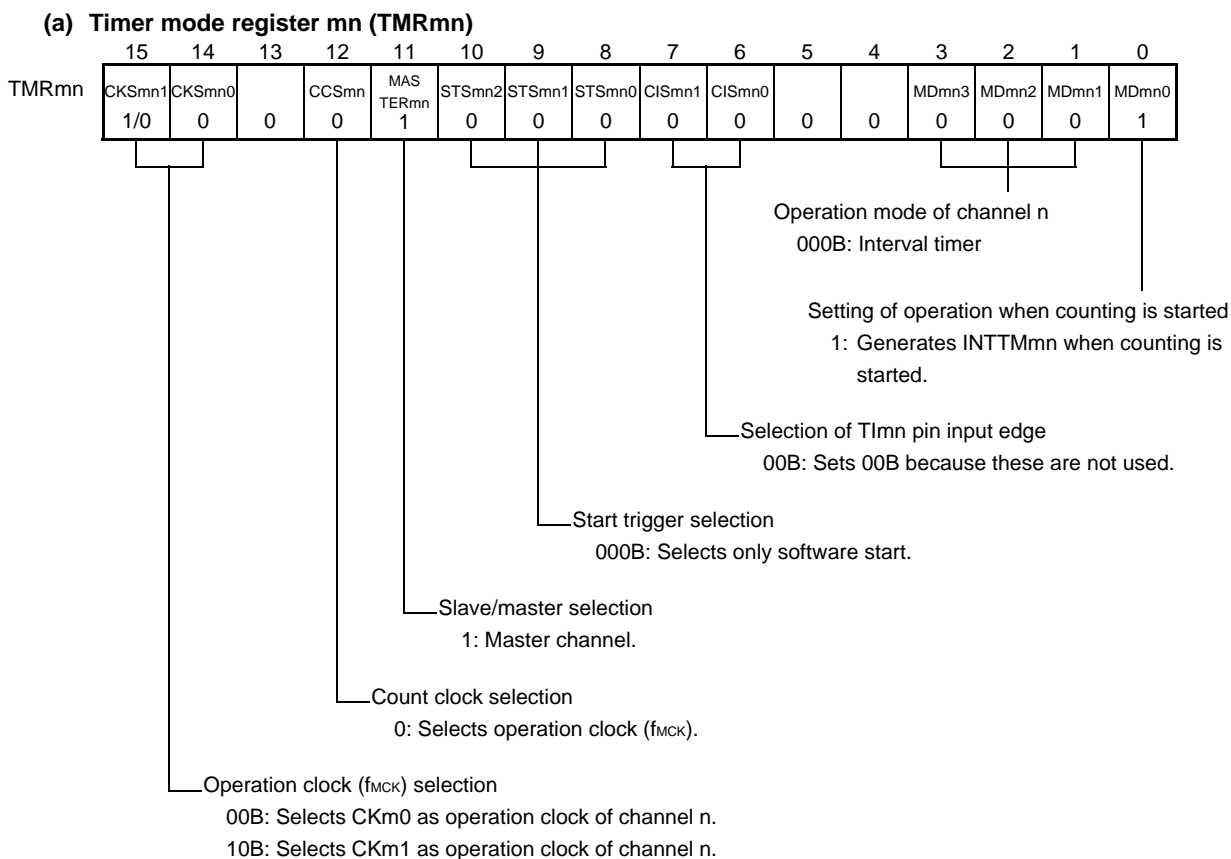 (a) Timer mode register mn (TMRmn)
15 14 13 12 11 10 9 8 7 6 5 4 3 2 1 0
TMRmn CKSmn1 CKSmn0 CCSmn MAS TERmn STSmn2 STSmn1 STSmn0 CISmn1 CISmn0 MDmn3 MDmn2 MDmn1 MDmn0
1/0 0 0 0 1 0 0 0 0 0 0 0 0 0 0 1
Operation mode of channel n
000B: Interval timer
Setting of operation when counting is started
1: Generates INTTMmn when counting is
started.
Selection of TImn pin input edge
00B: Sets 00B because these are not used.
Start trigger selection
000B: Selects only software start.
Slave/master selection
1: Master channel.
Count clock selection
0: Selects operation clock (fMCK).
Operation clock (fMCK) selection
00B: Selects CKm0 as operation clock of channel n.
10B: Selects CKm1 as operation clock of channel n.